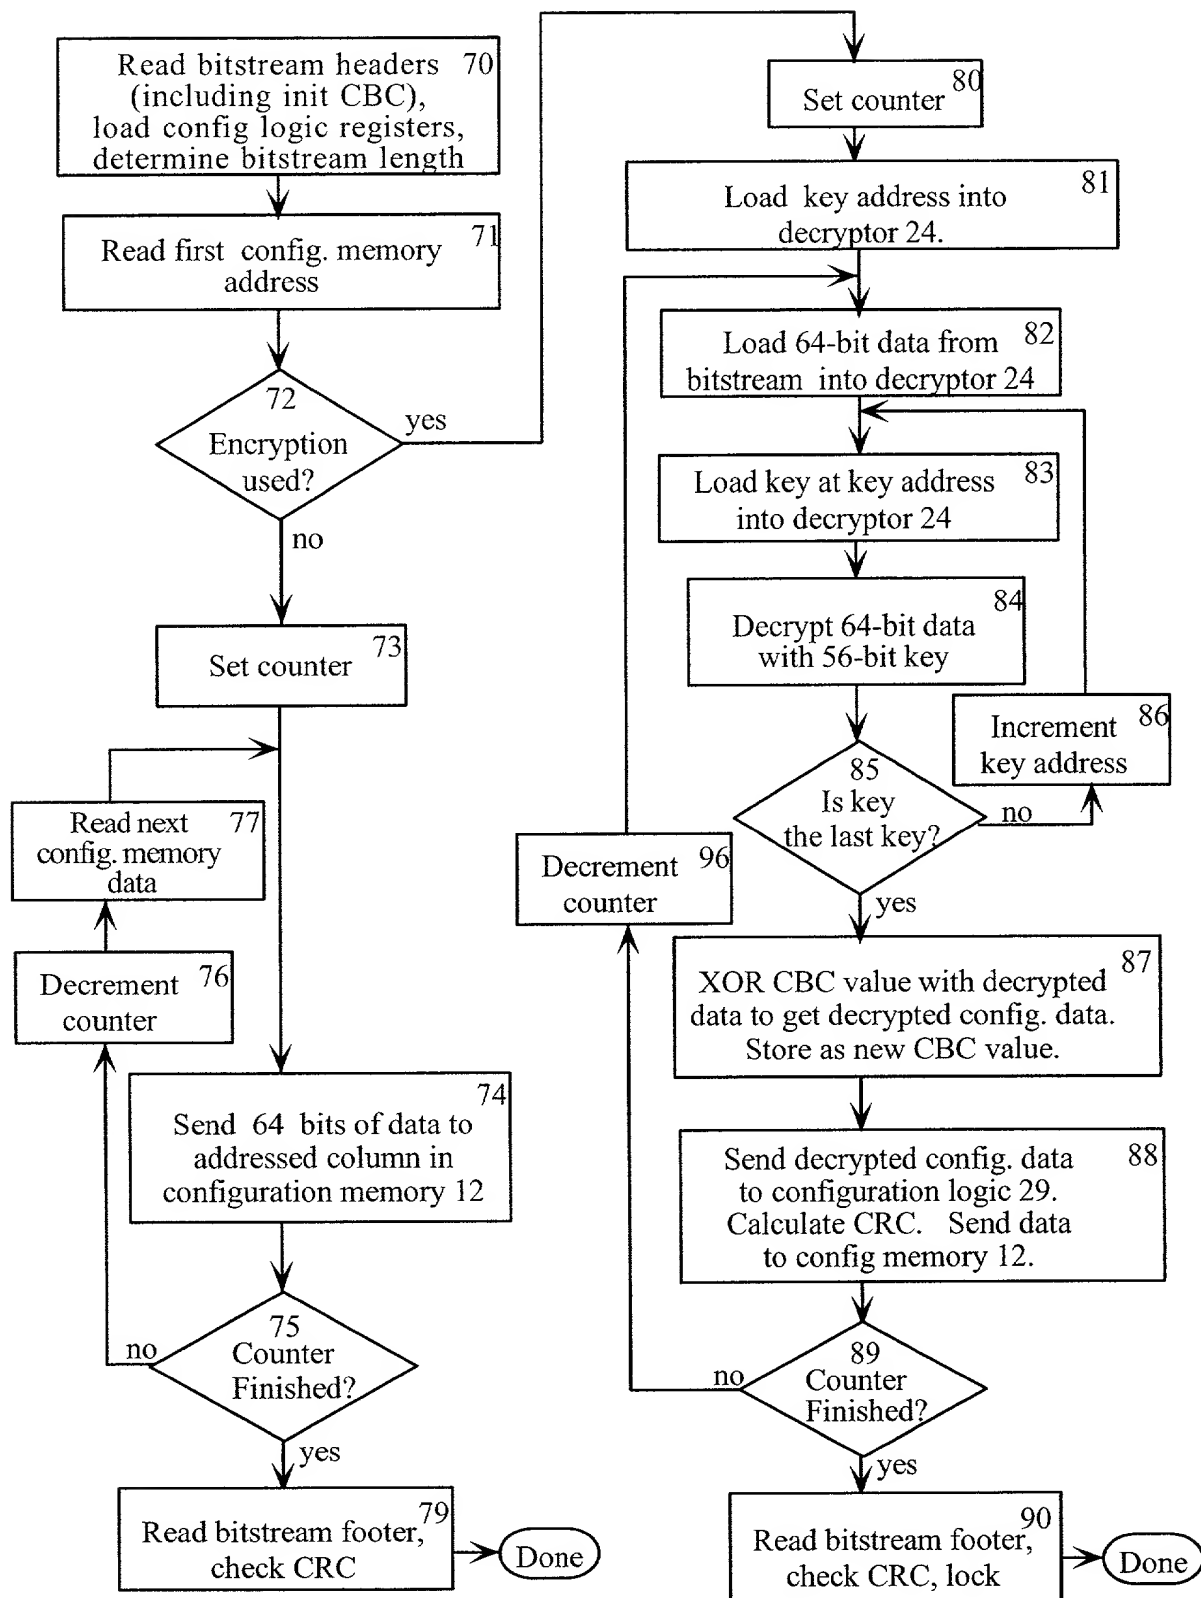 Read bitstream headers 70
(including init CBC),
load config logic registers,
determine bitstream length
71
Read first config. memory
address
72
Encryption
used?
yes
no
73
Set counter
Read next 77
config. memory
data
Decrement 76
counter
74
Send 64 bits of data to
addressed column in
configuration memory 12
75
Counter
Finished?
no
yes
79
Read bitstream footer,
check CRC
Done
80
Set counter
81
Load key address into
decryptor 24.
82
Load 64-bit data from
bitstream into decryptor 24
83
Load key at key address
into decryptor 24
84
Decrypt 64-bit data
with 56-bit key
85
Is key
the last key?
no
yes
86
Increment
key address
Decrement 96
counter
87
XOR CBC value with decrypted
data to get decrypted config. data.
Store as new CBC value.
88
Send decrypted config. data
to configuration logic 29.
Calculate CRC. Send data
to config memory 12.
89
Counter
Finished?
no
yes
90
Read bitstream footer,
check CRC, lock
Done